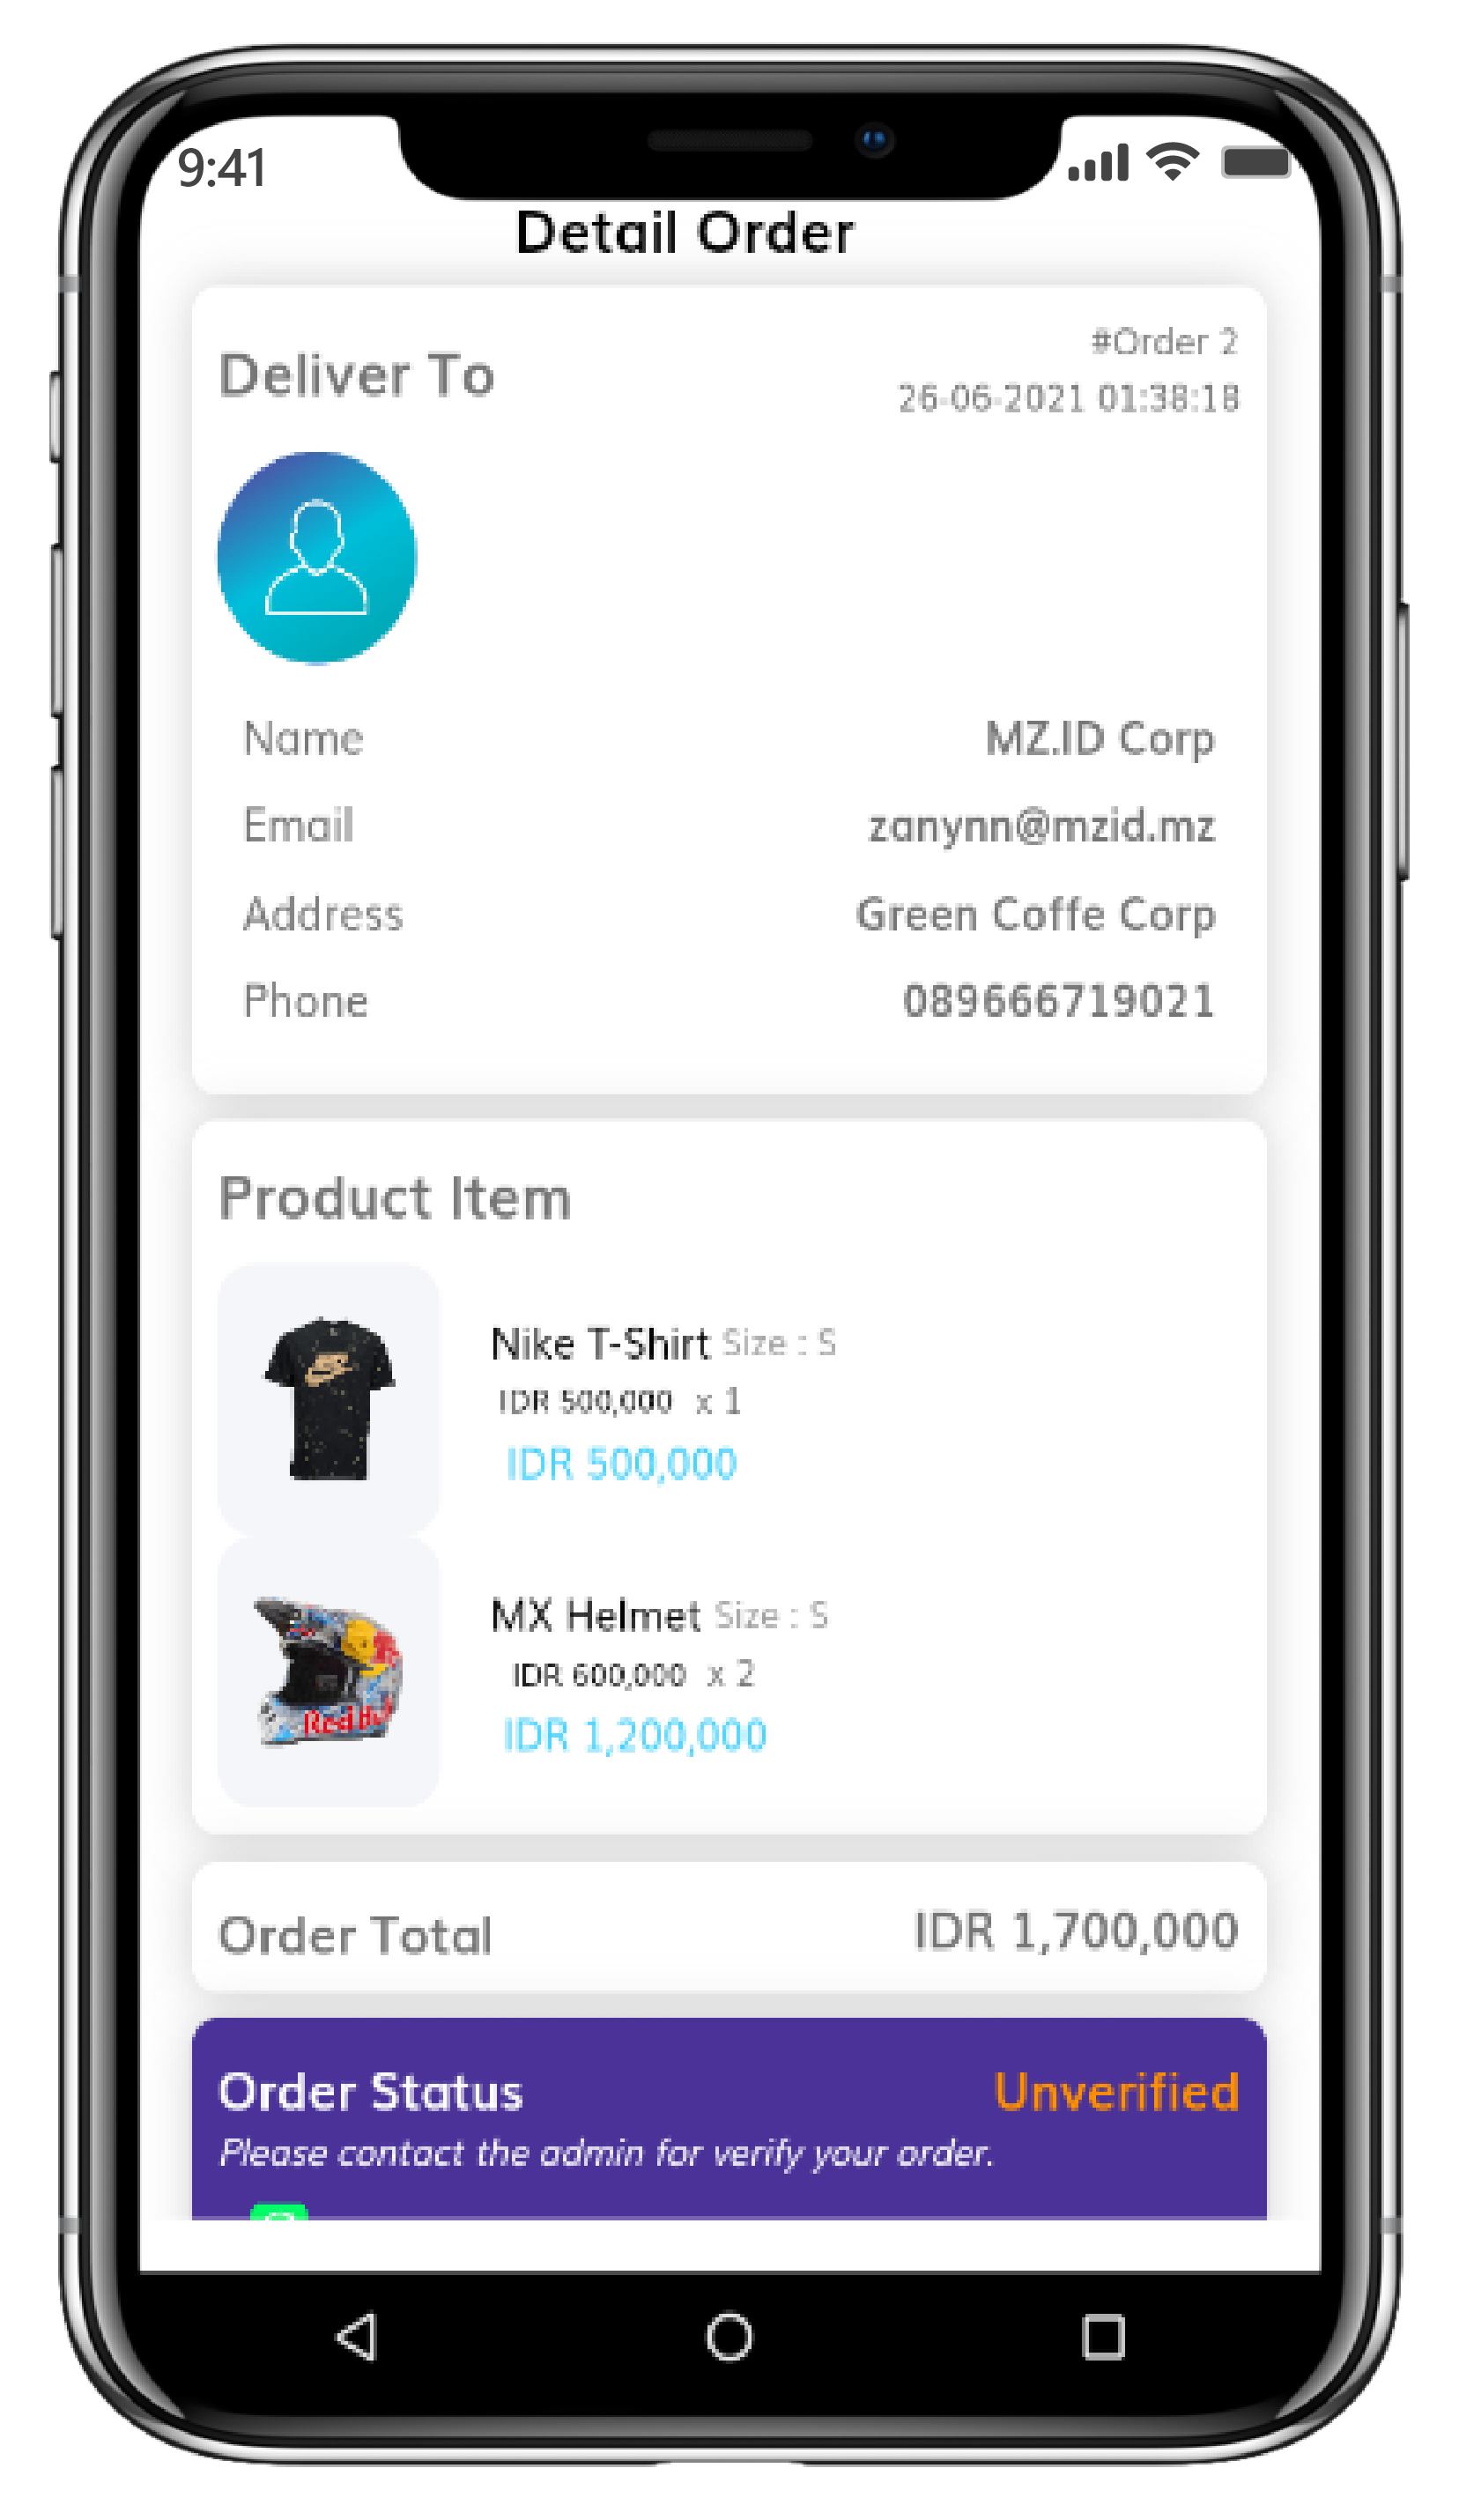 9:41
Detail Order
Deliver To
#Order 2
26-06-2021 01:38:18
Name MZ.ID Corp
Email zanynn@mzid.mz
Address Green Coffe Corp
Phone 089666719021
Product Item
Nike T-Shirt Size : S
IDR 500,000 x 1
IDR 500,000
MX Helmet Size : S
IDR 600,000 x 2
IDR 1,200,000
Red Bull
Order Total IDR 1,700,000
Order Status Unverified
Please contact the admin for verify your order.